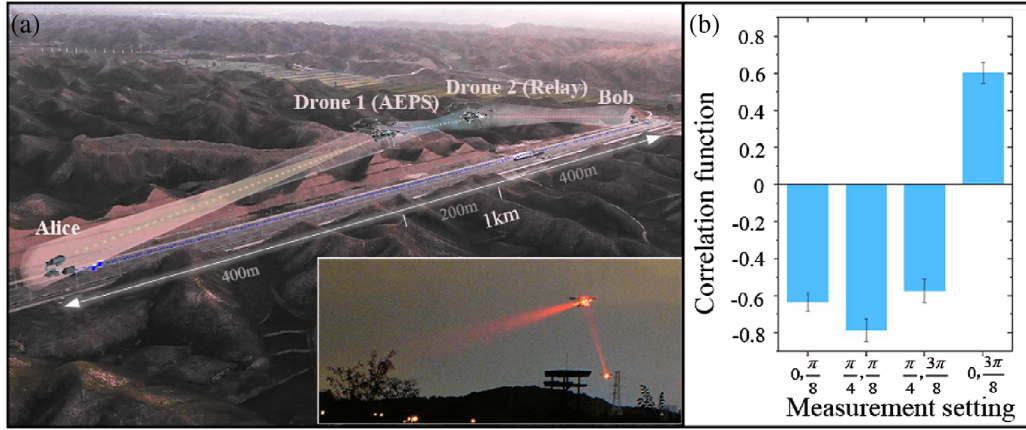 (a)
Drone 1 (AEPS)
Drone 2 (Relay)
Bob
Alice
400m
200m
400m
1km
(b)
Correlation function
0.8
0.6
0.4
0.2
0
-0.2
-0.4
-0.6
-0.8
0, π/8
π/4, π/8
π/4, 3π/8
0, 3π/8
Measurement setting